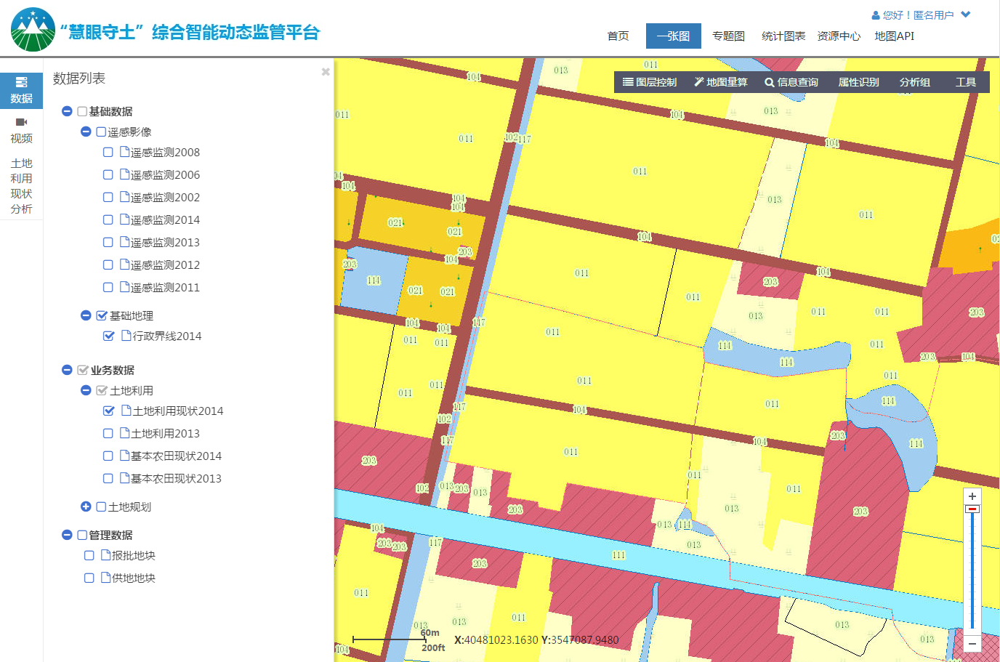 “慧眼守土”综合智能动态监管平台
您好！匿名用户
首页 一张图 专题图 统计图表 资源中心 地图API
图层控制 地图量算 信息查询 属性识别 分析组 工具
数据
视频
土地
利用
现状
分析
数据列表
基础数据
遥感影像
遥感监测2008
遥感监测2006
遥感监测2002
遥感监测2014
遥感监测2013
遥感监测2012
遥感监测2011
基础地理
行政界线2014
业务数据
土地利用
土地利用现状2014
土地利用2013
基本农田现状2014
基本农田现状2013
土地规划
管理数据
报批地块
供地地块
011
013
104
013
104
011
011
102 117
104
011
104
104
013
104
104
011
021
021
104
203
104
203
011
104
114
021
021
203
011
013
011
011
203
104
104
117
011
011
011
011
114
114
203
104
011
011
011
011
114
011
117
104
102
203
104
117
114
011
203
011
102
013
203
013
011
203
013
203
013
114
104
203
203
117
013
111
203
011
011
013
013
013
013
104
60m
200ft
X:40481023.1630 Y:3547087.9480